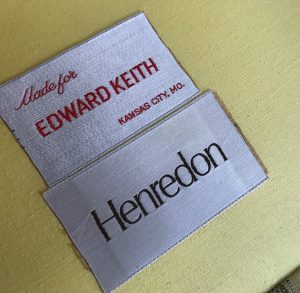 Made for
EDWARD KEITH
KANSAS CITY, MO.
Henredon